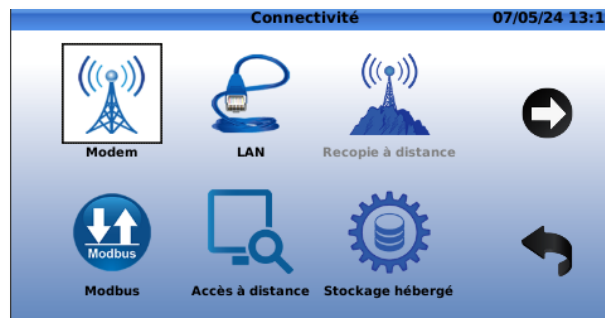 Connectivité 07/05/24 13:1
Modem LAN Recopie à distance
Modbus
Modbus Accès à distance Stockage hébergé